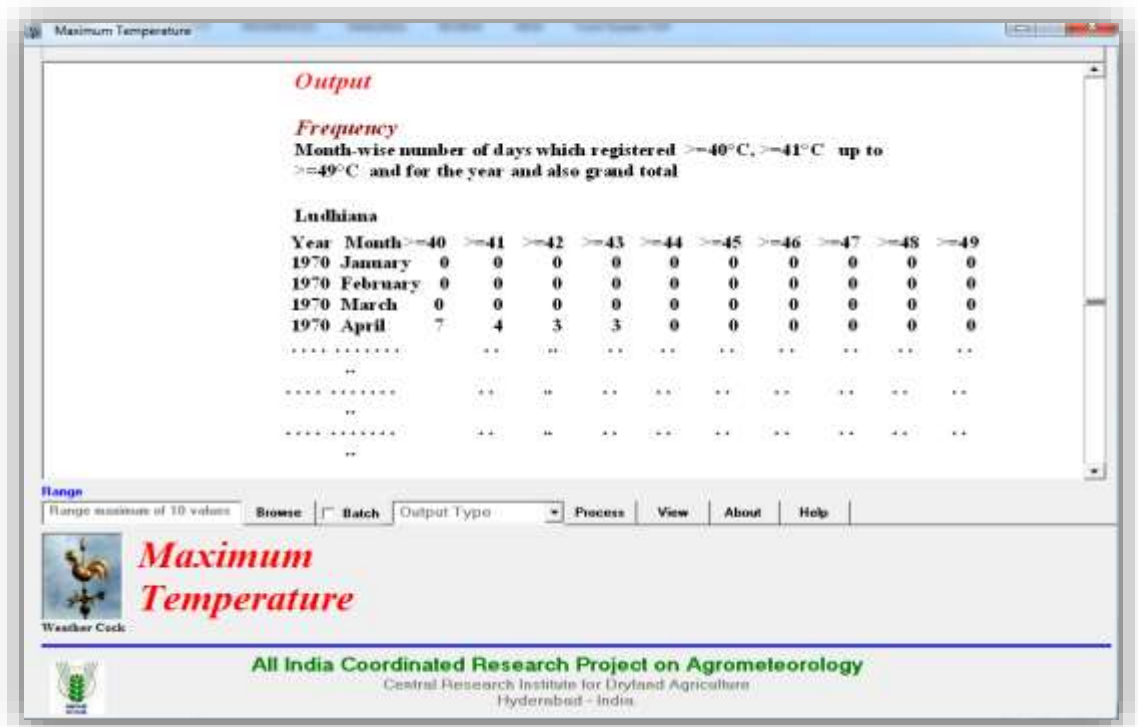 Maximum Temperature
Output
Frequency
Month-wise number of days which registered >=40°C, >=41°C up to
>=49°C and for the year and also grand total
Ludhiana
Year Month>=40 >=41 >=42 >=43 >=44 >=45 >=46 >=47 >=48 >=49
1970 January 0 0 0 0 0 0 0 0 0 0
1970 February 0 0 0 0 0 0 0 0 0 0
1970 March 0 0 0 0 0 0 0 0 0 0
1970 April 7 4 3 3 0 0 0 0 0 0
.... ....... .. .. .. .. .. .. .. .. ..
..
.... ....... .. .. .. .. .. .. .. .. ..
..
.... ....... .. .. .. .. .. .. .. .. ..
..
Range
Range maximum of 10 values Browse Batch Output Type Process View About Help
Maximum
Temperature
Weather Cock
All India Coordinated Research Project on Agrometeorology
Central Research Institute for Dryland Agriculture
Hyderabad - India